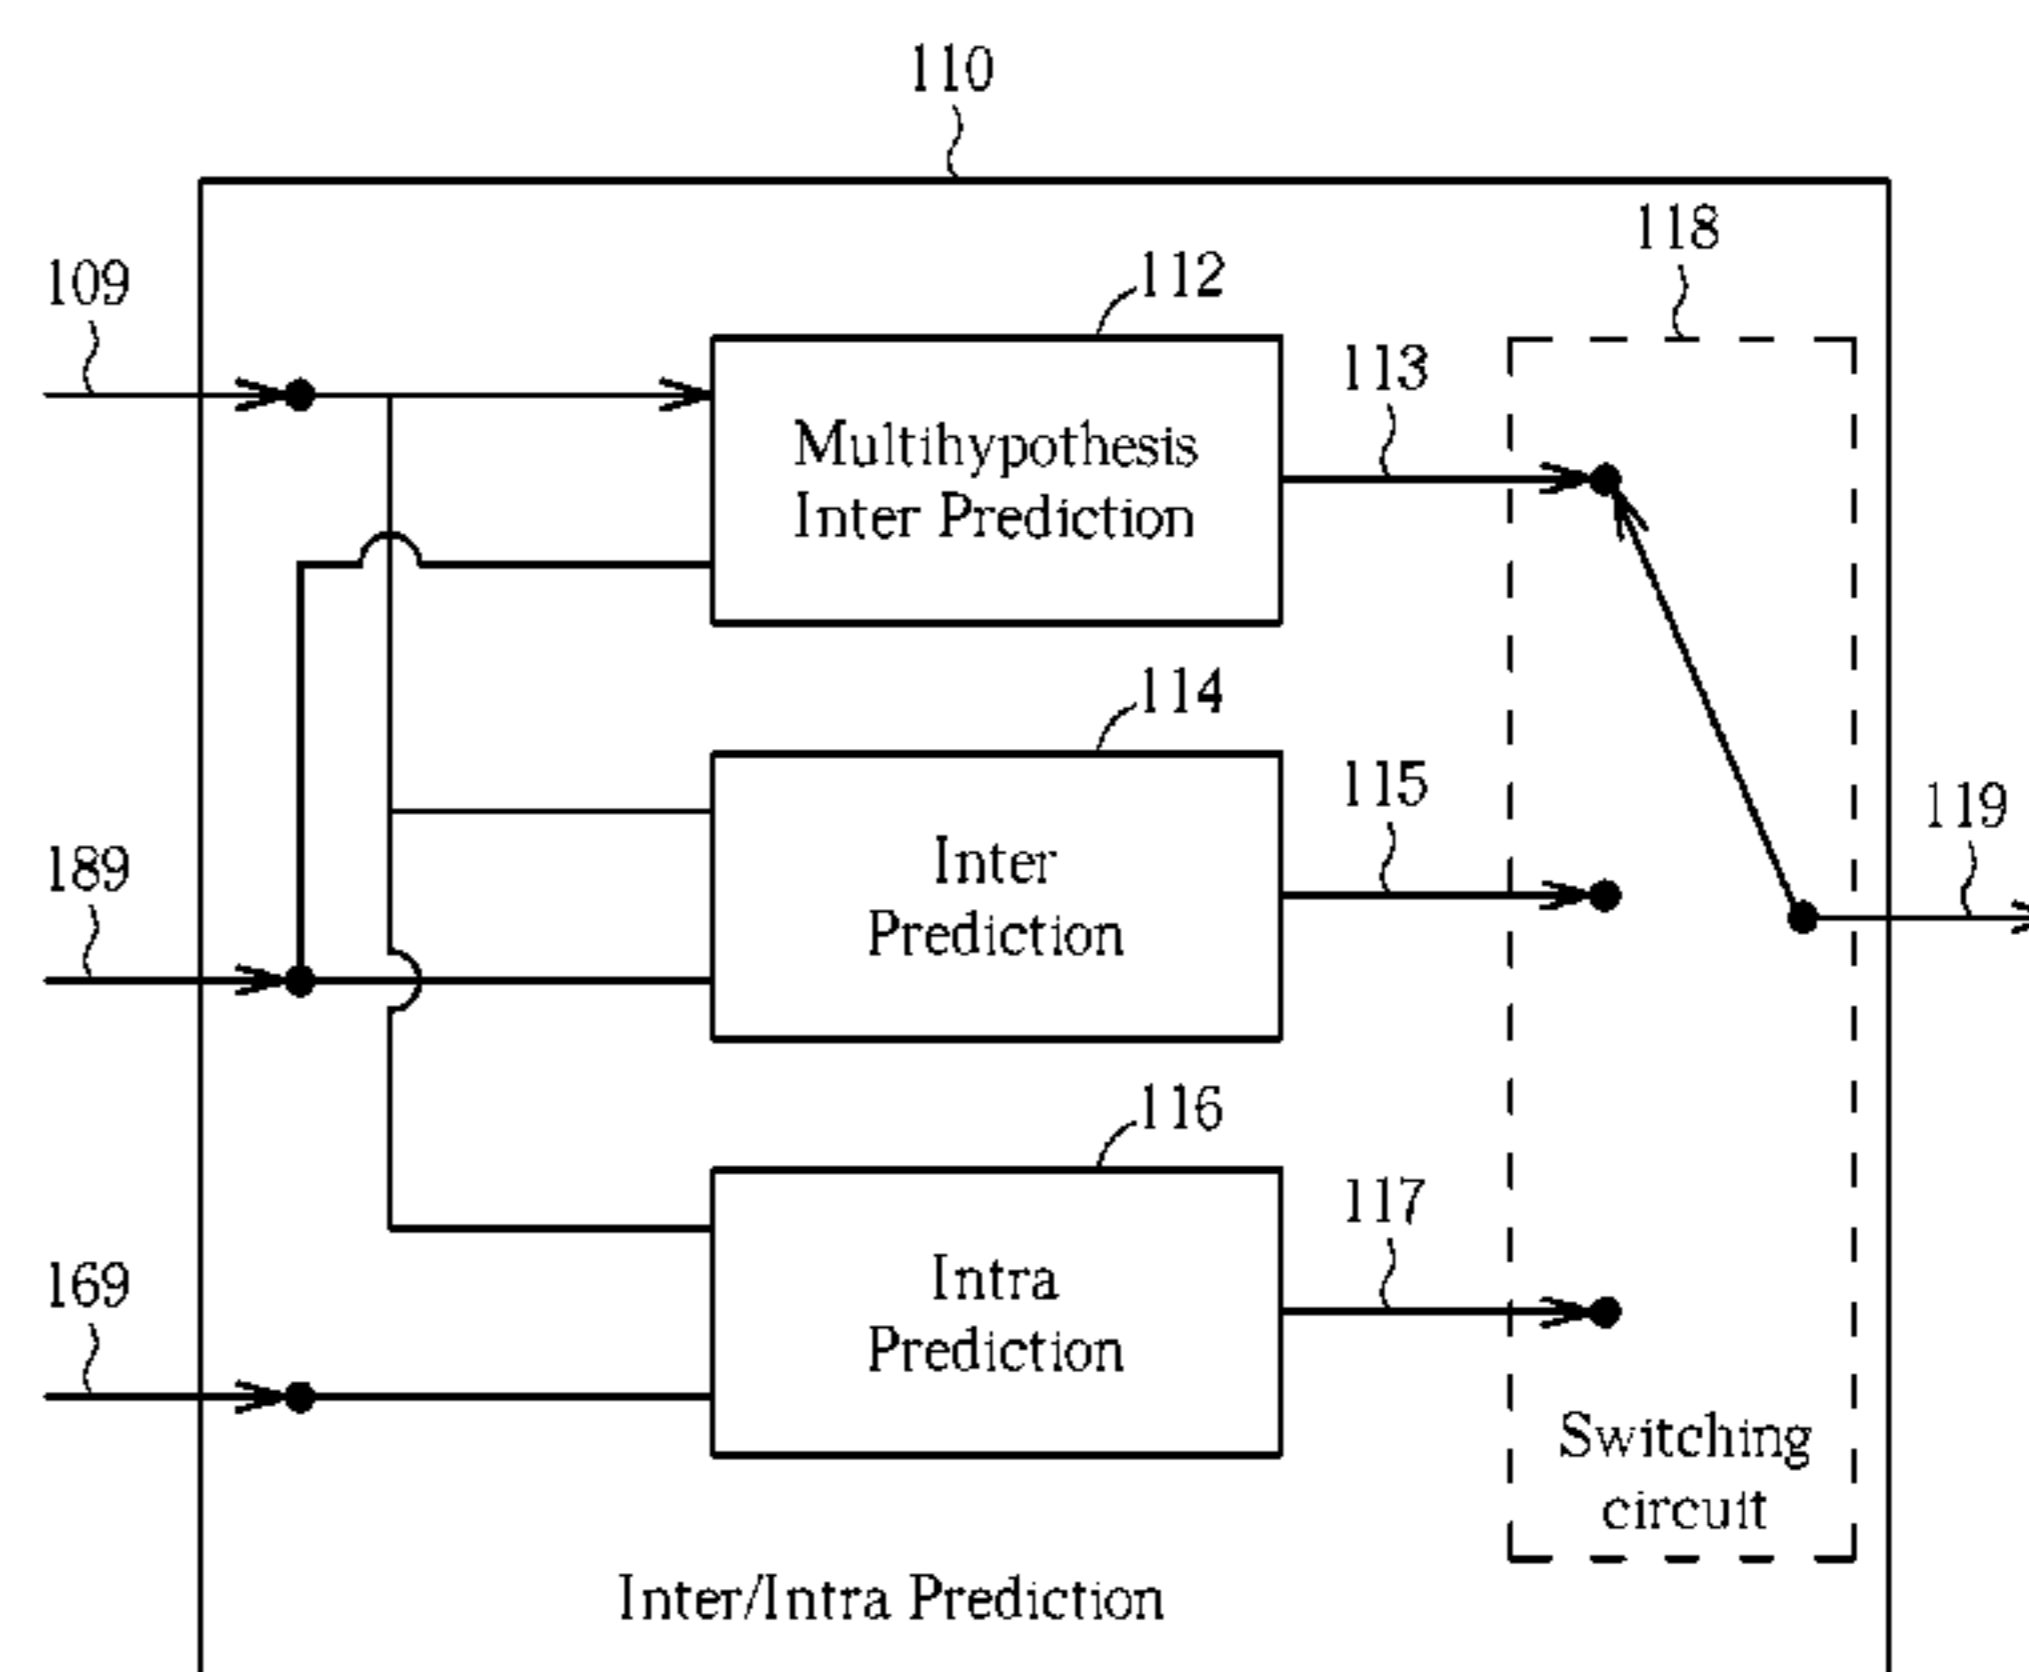 110
118
112
109
113
Multihypothesis
Inter Prediction
114
115
119
189
Inter
Prediction
116
117
169
Intra
Prediction
Switching
circuit
Inter/Intra Prediction